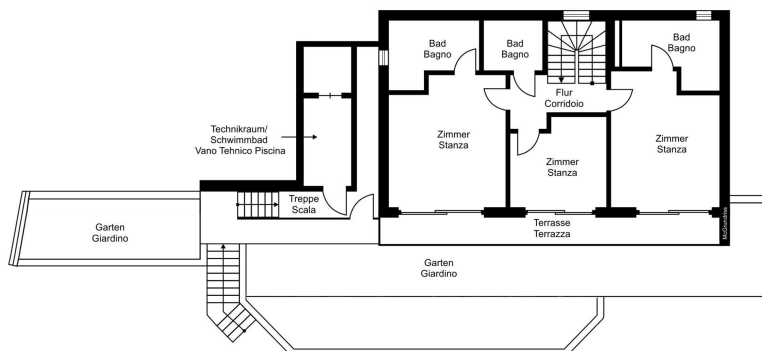 Bad
Bagno
Bad
Bagno
Bad
Bagno
Flur
Corridoio
Technikraum/
Schwimmbad
Vano Tehnico Piscina
Zimmer
Stanza
Zimmer
Stanza
Zimmer
Stanza
Treppe
Scala
Garten
Giardino
Terrasse
Terrazza
McGrundriss
Garten
Giardino